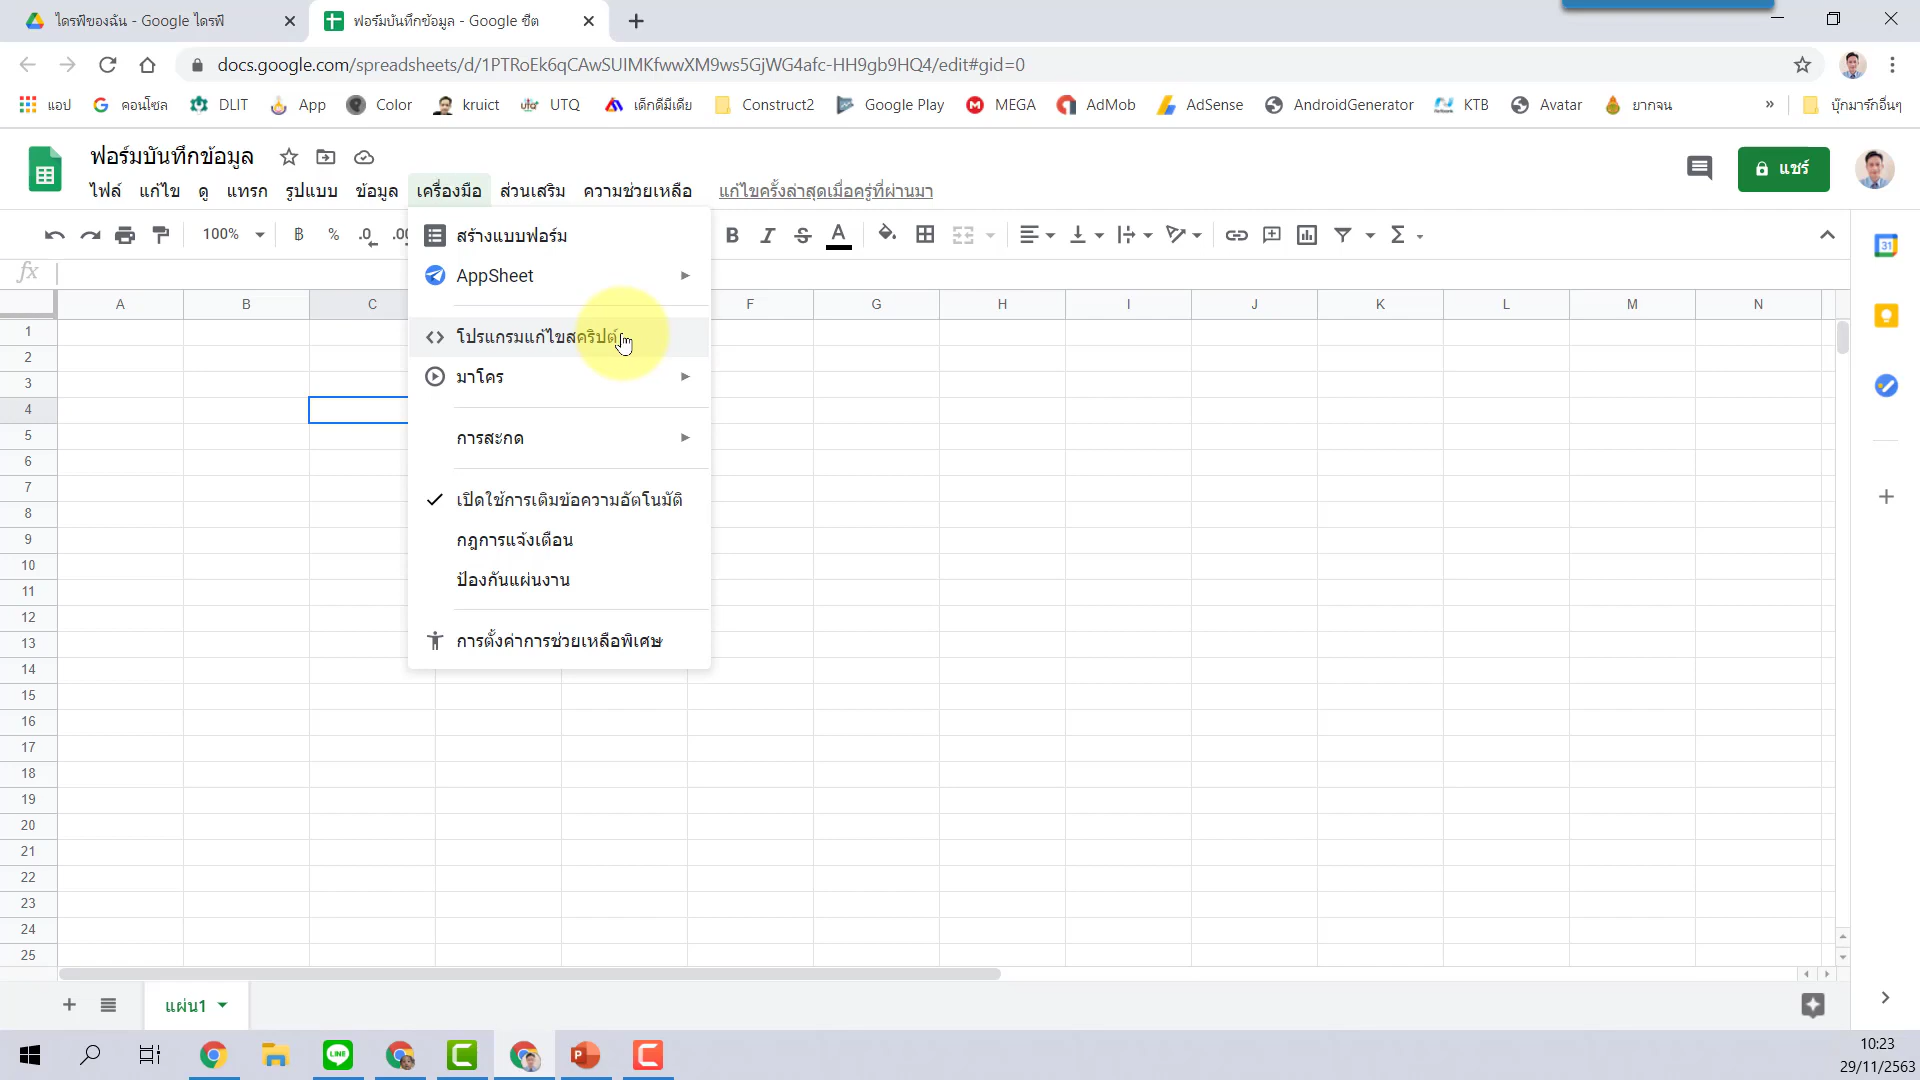 ไดรฟ์ของฉัน - Google ไดรฟ์
ฟอร์มบันทึกข้อมูล - Google ชีต
docs.google.com/spreadsheets/d/1PTRoEk6qCAwSUIMKfwwXM9ws5GjWG4afc-HH9gb9HQ4/edit#gid=0
แอป คอนโซล DLIT App Color kruict UTQ เด็กดีมีเดีย Construct2 Google Play MEGA AdMob AdSense AndroidGenerator KTB Avatar ยากจน » บุ๊กมาร์กอื่นๆ
ฟอร์มบันทึกข้อมูล
แชร์
ไฟล์ แก้ไข ดู แทรก รูปแบบ ข้อมูล เครื่องมือ ส่วนเสริม ความช่วยเหลือ แก้ไขครั้งล่าสุดเมื่อครู่ที่ผ่านมา
100% ฿ % .0 .00 B I S A Σ
fx
สร้างแบบฟอร์ม
AppSheet
โปรแกรมแก้ไขสคริปต์
มาโคร
การสะกด
เปิดใช้การเติมข้อความอัตโนมัติ
กฎการแจ้งเตือน
ป้องกันแผ่นงาน
การตั้งค่าการช่วยเหลือพิเศษ
A B C F G H I J K L M N
1
2
3
4
5
6
7
8
9
10
11
12
13
14
15
16
17
18
19
20
21
22
23
24
25
31
แผ่น1
LINE
10:23
29/11/2563